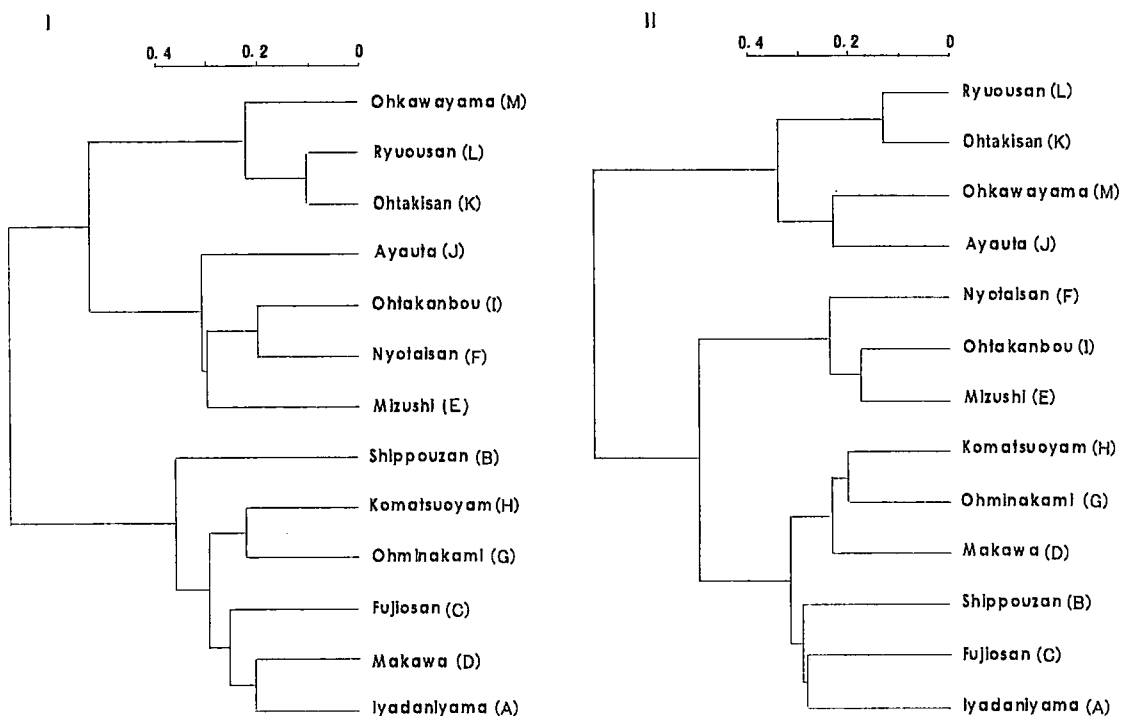 I
0.4 0.2 0
Ohkawayama (M)
Ryuousan (L)
Ohtakisan (K)
Ayauta (J)
Ohtakanbou (I)
Nyotaisan (F)
Mizushi (E)
Shippouzan (B)
Komatsuoyam (H)
Ohminakami (G)
Fujiosan (C)
Makawa (D)
Iyadaniyama (A)
II
0.4 0.2 0
Ryuousan (L)
Ohtakisan (K)
Ohkawayama (M)
Ayauta (J)
Nyotaisan (F)
Ohtakanbou (I)
Mizushi (E)
Komatsuoyam (H)
Ohminakami (G)
Makawa (D)
Shippouzan (B)
Fujiosan (C)
Iyadaniyama (A)